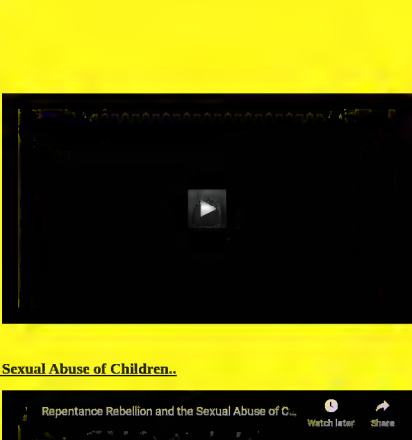 Sexual Abuse of Children..
Repentance Rebellion and the Sexual Abuse of C...
Watch later
Share